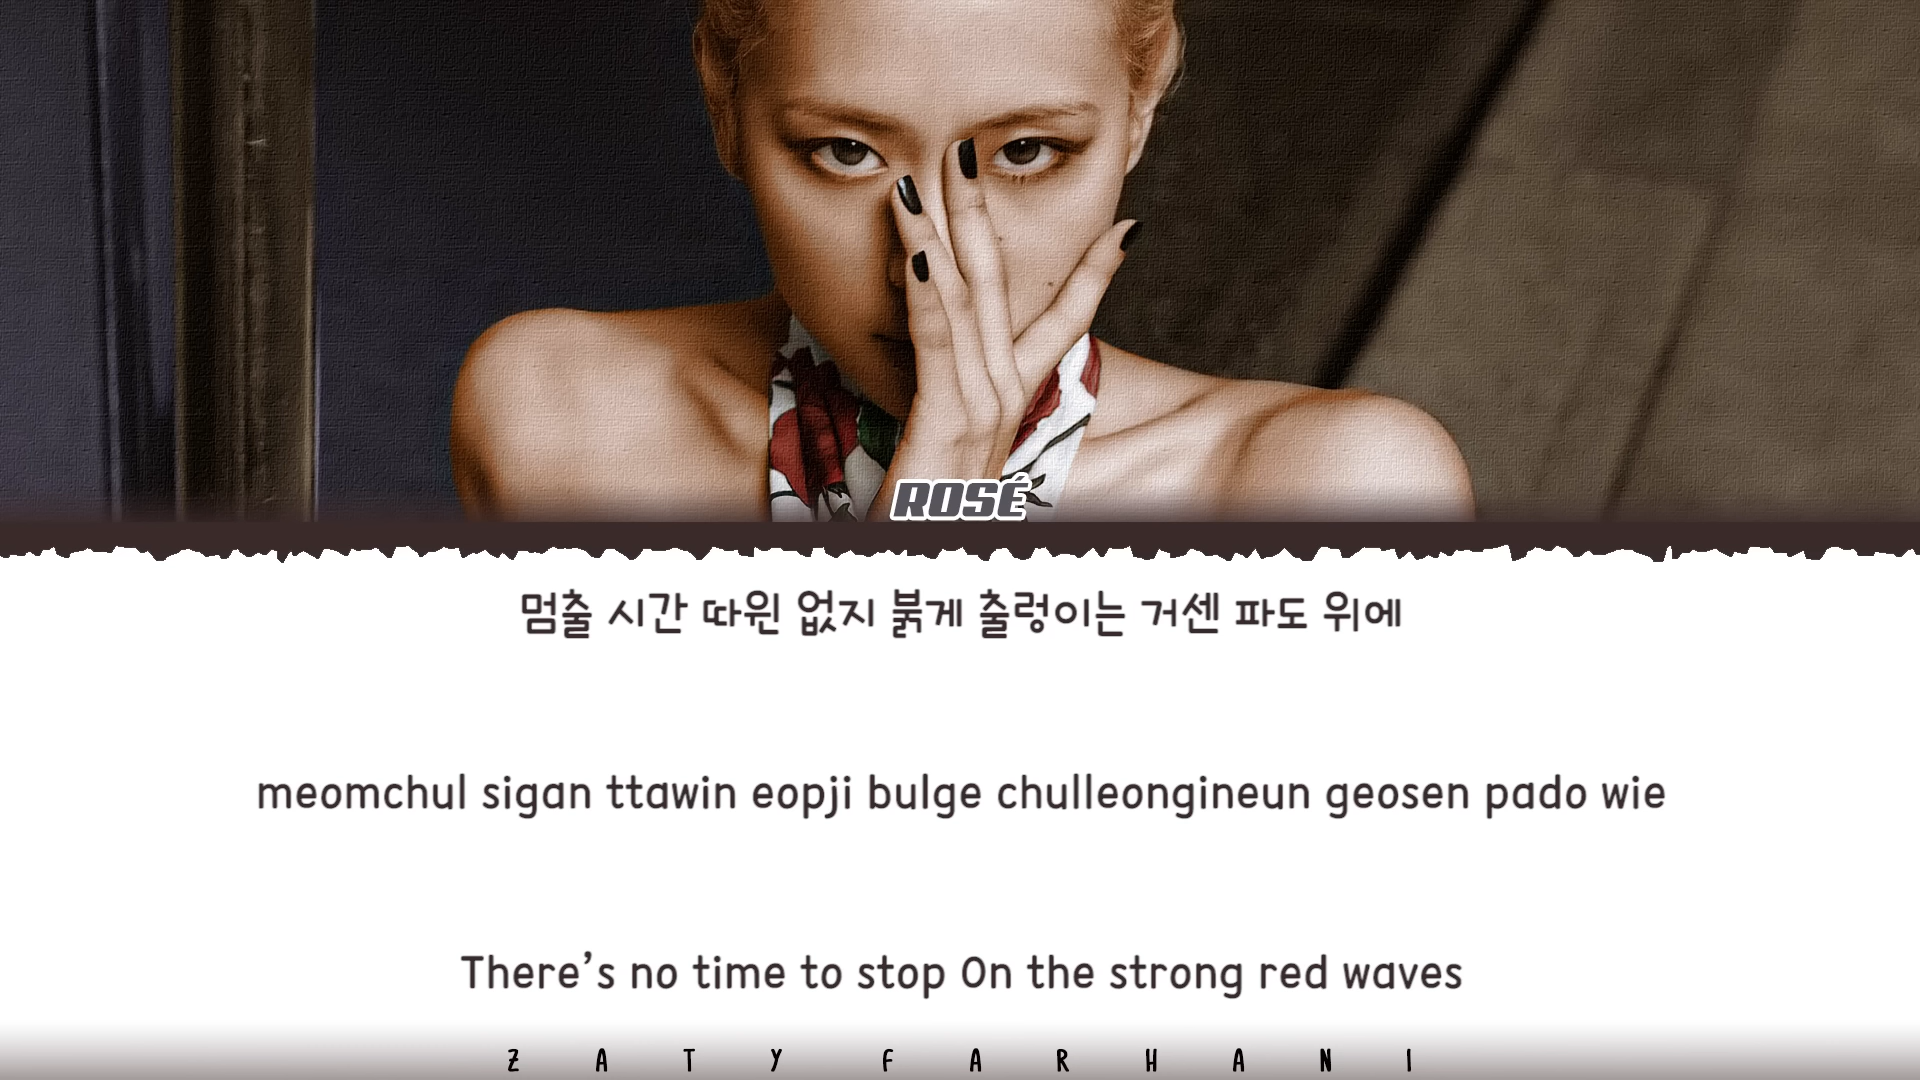 ROSÉ
멈출 시간 따윈 없지 붉게 출렁이는 거센 파도 위에
meomchul sigan ttawin eopji bulge chulleongineun geosen pado wie
There's no time to stop On the strong red waves
ZATY FARHANI